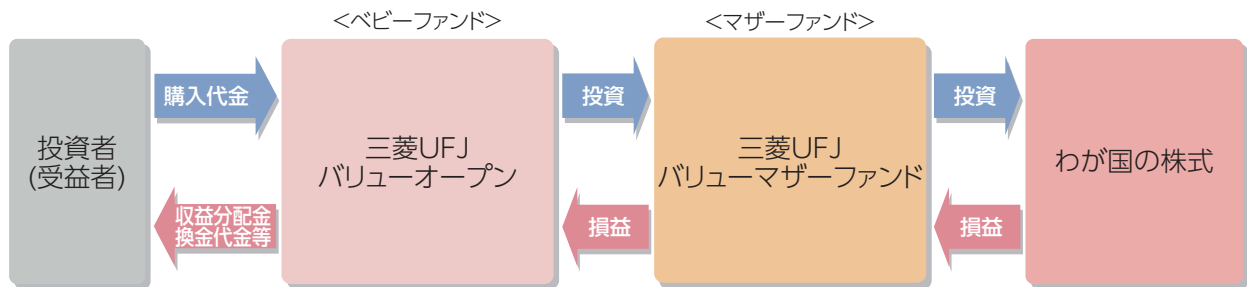 ＜ベビーファンド＞
＜マザーファンド＞
投資者
(受益者)
購入代金
収益分配金
換金代金等
三菱UFJ
バリューオープン
投資
損益
三菱UFJ
バリューマザーファンド
投資
損益
わが国の株式